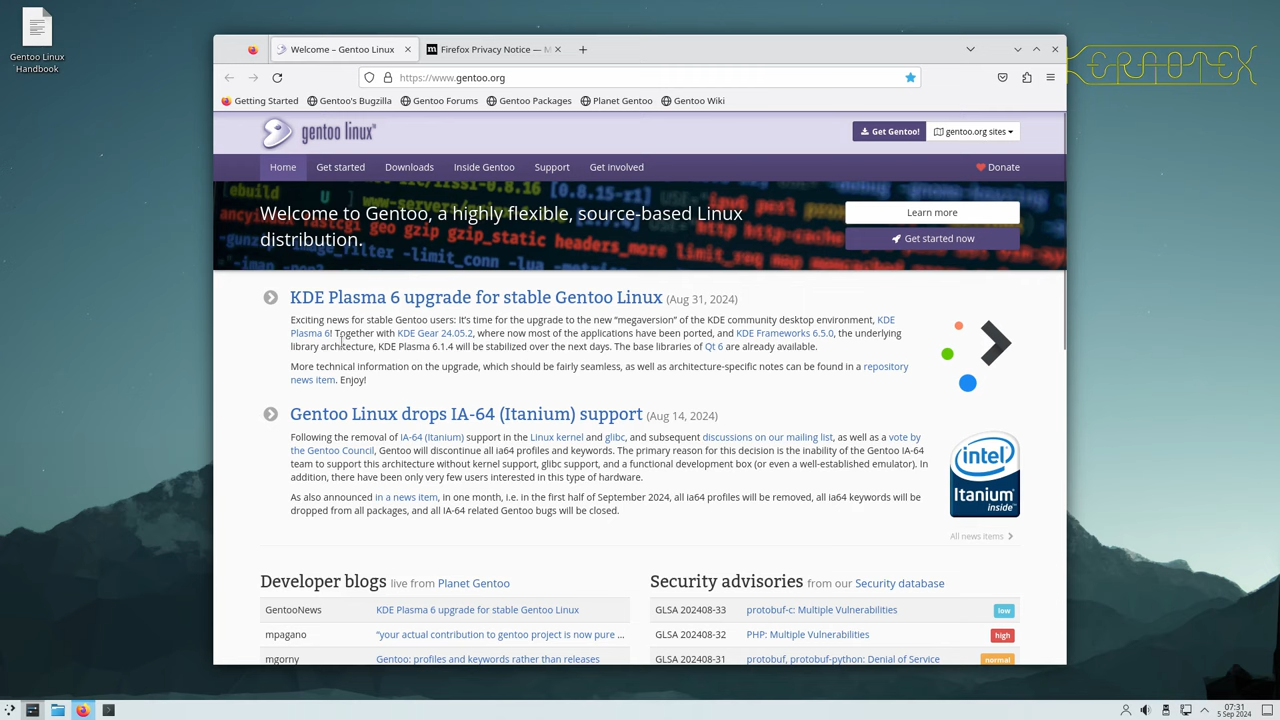 Gentoo Linux
Handbook
Welcome – Gentoo Linux
Firefox Privacy Notice — M
https://www.gentoo.org
Getting Started
Gentoo's Bugzilla
Gentoo Forums
Gentoo Packages
Planet Gentoo
Gentoo Wiki
gentoo linux™
Get Gentoo!
gentoo.org sites
Home
Get started
Downloads
Inside Gentoo
Support
Get involved
Donate
Welcome to Gentoo, a highly flexible, source-based Linux
distribution.
Learn more
Get started now
KDE Plasma 6 upgrade for stable Gentoo Linux (Aug 31, 2024)
Exciting news for stable Gentoo users: It's time for the upgrade to the new “megaversion” of the KDE community desktop environment, KDE
Plasma 6! Together with KDE Gear 24.05.2, where now most of the applications have been ported, and KDE Frameworks 6.5.0, the underlying
library architecture, KDE Plasma 6.1.4 will be stabilized over the next days. The base libraries of Qt 6 are already available.
More technical information on the upgrade, which should be fairly seamless, as well as architecture-specific notes can be found in a repository
news item. Enjoy!
Gentoo Linux drops IA-64 (Itanium) support (Aug 14, 2024)
Following the removal of IA-64 (Itanium) support in the Linux kernel and glibc, and subsequent discussions on our mailing list, as well as a vote by
the Gentoo Council, Gentoo will discontinue all ia64 profiles and keywords. The primary reason for this decision is the inability of the Gentoo IA-64
team to support this architecture without kernel support, glibc support, and a functional development box (or even a well-established emulator). In
addition, there have been only very few users interested in this type of hardware.
As also announced in a news item, in one month, i.e. in the first half of September 2024, all ia64 profiles will be removed, all ia64 keywords will be
dropped from all packages, and all IA-64 related Gentoo bugs will be closed.
intel
Itanium
inside™
All news items
Developer blogs live from Planet Gentoo
GentooNews KDE Plasma 6 upgrade for stable Gentoo Linux
mpagano “your actual contribution to gentoo project is now pure ...
mgorny Gentoo: profiles and keywords rather than releases
Security advisories from our Security database
GLSA 202408-33 protobuf-c: Multiple Vulnerabilities low
GLSA 202408-32 PHP: Multiple Vulnerabilities high
GLSA 202408-31 protobuf, protobuf-python: Denial of Service normal
07:31
5 Sep 2024